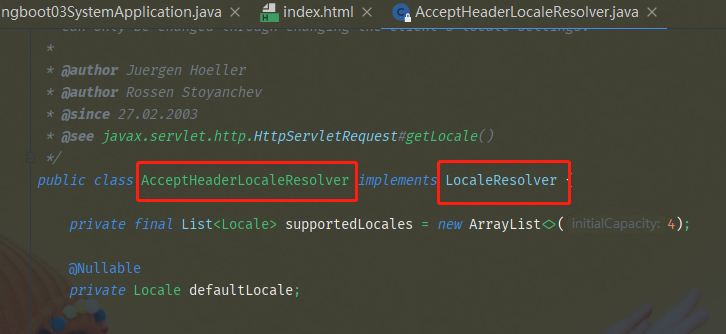 ngboot03SystemApplication.java × index.html × AcceptHeaderLocaleResolver.java ×
* can only be changed through changing the client's locale settings.
*
* @author Juergen Hoeller
* @author Rossen Stoyanchev
* @since 27.02.2003
* @see javax.servlet.http.HttpServletRequest#getLocale()
*/
public class AcceptHeaderLocaleResolver implements LocaleResolver {
private final List<Locale> supportedLocales = new ArrayList<>( initialCapacity: 4);
@Nullable
private Locale defaultLocale;